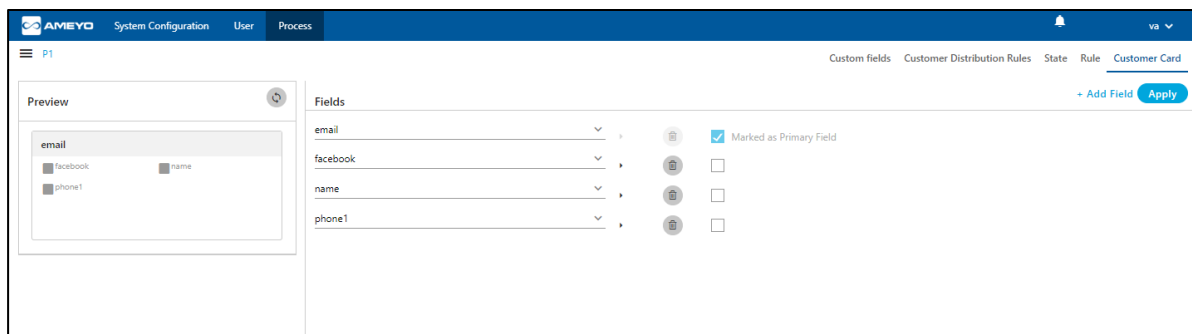 AMEYO System Configuration User Process va
P1
Custom fields Customer Distribution Rules State Rule Customer Card
Preview
Fields
+ Add Field Apply
email
facebook name
phone1
email Marked as Primary Field
facebook
name
phone1